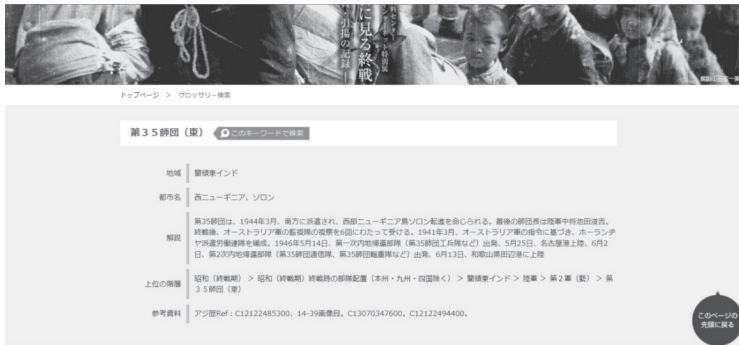 に見る終戦
引揚の記録
トップページ > グロッサリー検索
第３５師団（東） このキーワードで検索
地域 蘭領東インド
都市名 西ニューギニア、ソロン
解説 第35師団は、1944年3月、南方に派遣され、西部ニューギニア島ソロン転進を命じられる。最後の師団長は陸軍中将池田浚吉。
終戦後、オーストラリア軍の監視隊の視察を6回にわたって受ける。1941年3月、オーストラリア軍の指令に基づき、ホーランヂ
ヤ派遣労働連隊を編成。1946年5月14日、第一次内地帰還部隊（第35師団工兵隊など）出発、5月25日、名古屋港上陸、6月2
日、第2次内地帰還部隊（第35師団通信隊、第35師団輜重隊など）出発、6月13日、和歌山県田辺港に上陸
上位の階層 昭和（終戦期） > 昭和（終戦期）終戦時の部隊配置（本州・九州・四国除く） > 蘭領東インド > 陸軍 > 第２軍（勢） > 第
３５師団（東）
参考資料 アジ歴Ref：C12122485300、14-39画像目。C13070347600。C12122494400。
このページの
先頭に戻る